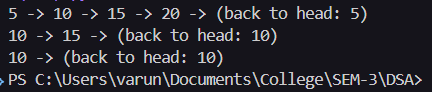 5 -> 10 -> 15 -> 20 -> (back to head: 5)
10 -> 15 -> (back to head: 10)
10 -> (back to head: 10)
PS C:\Users\varun\Documents\College\SEM-3\DSA>